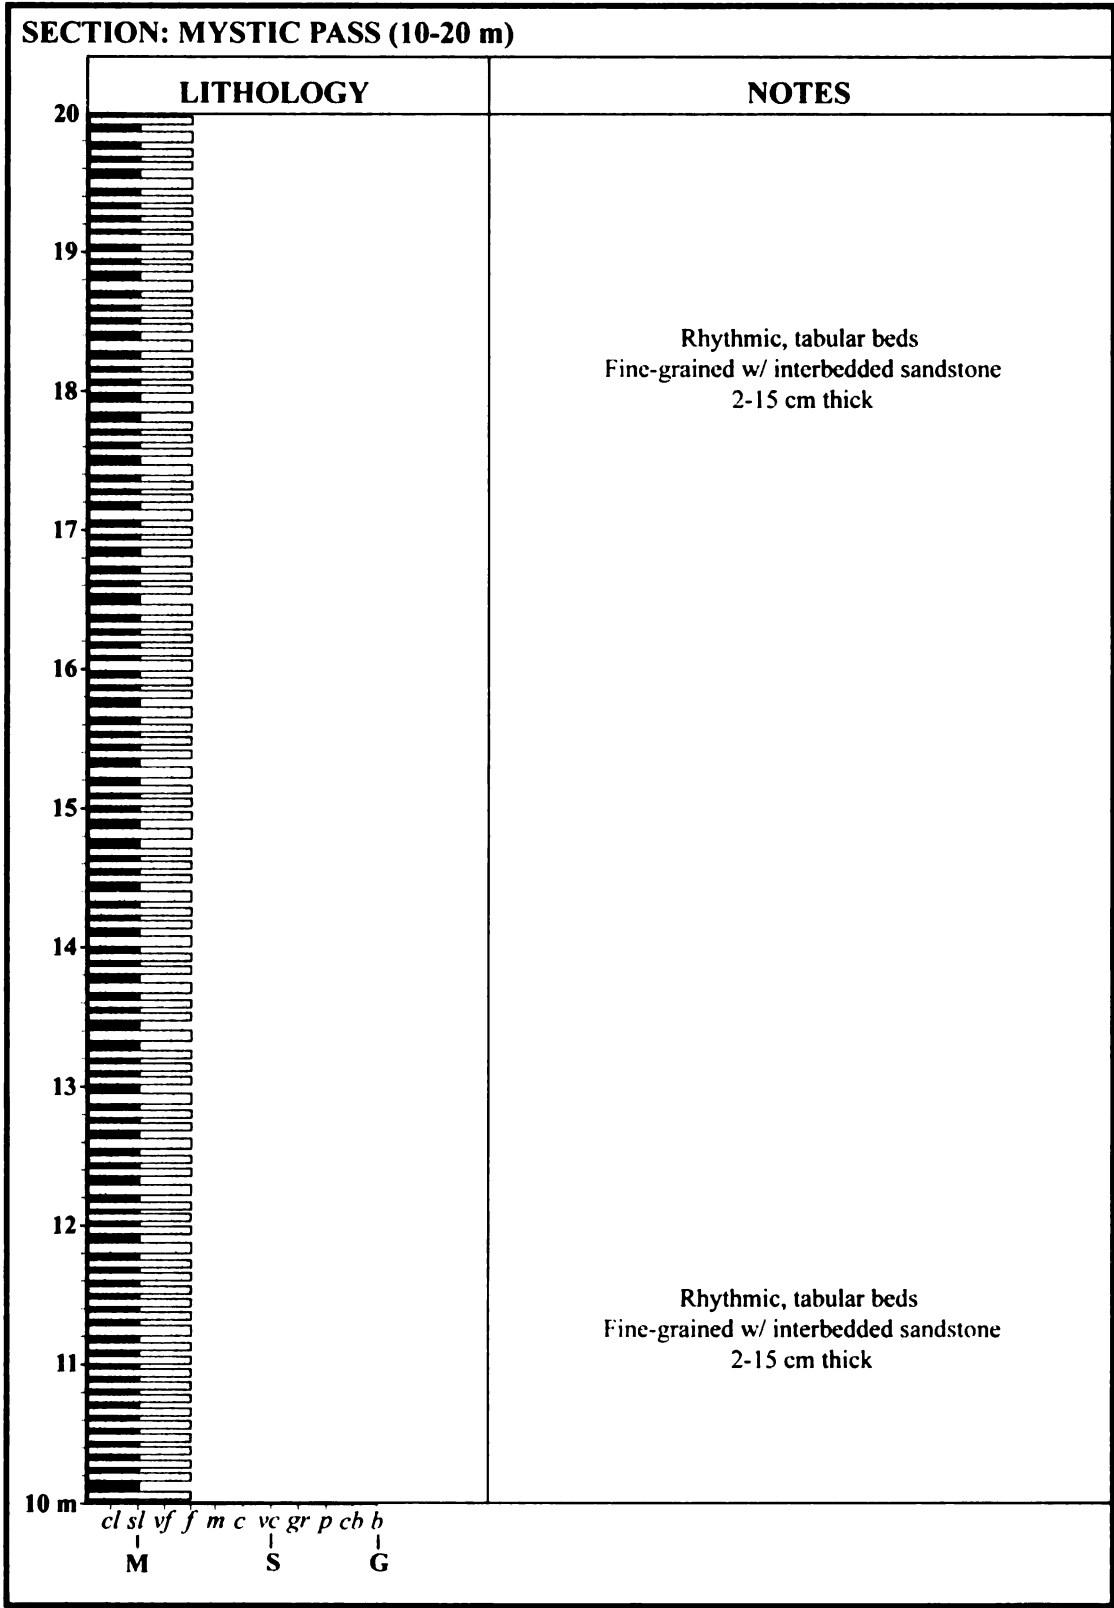 SECTION: MYSTIC PASS (10-20 m)
LITHOLOGY
NOTES
20
19
Rhythmic, tabular beds
Fine-grained w/ interbedded sandstone
2-15 cm thick
18
17
16
15
14
13
12
Rhythmic, tabular beds
Fine-grained w/ interbedded sandstone
2-15 cm thick
11
10 m
cl sl vf f m c vc gr p cb b
M S G